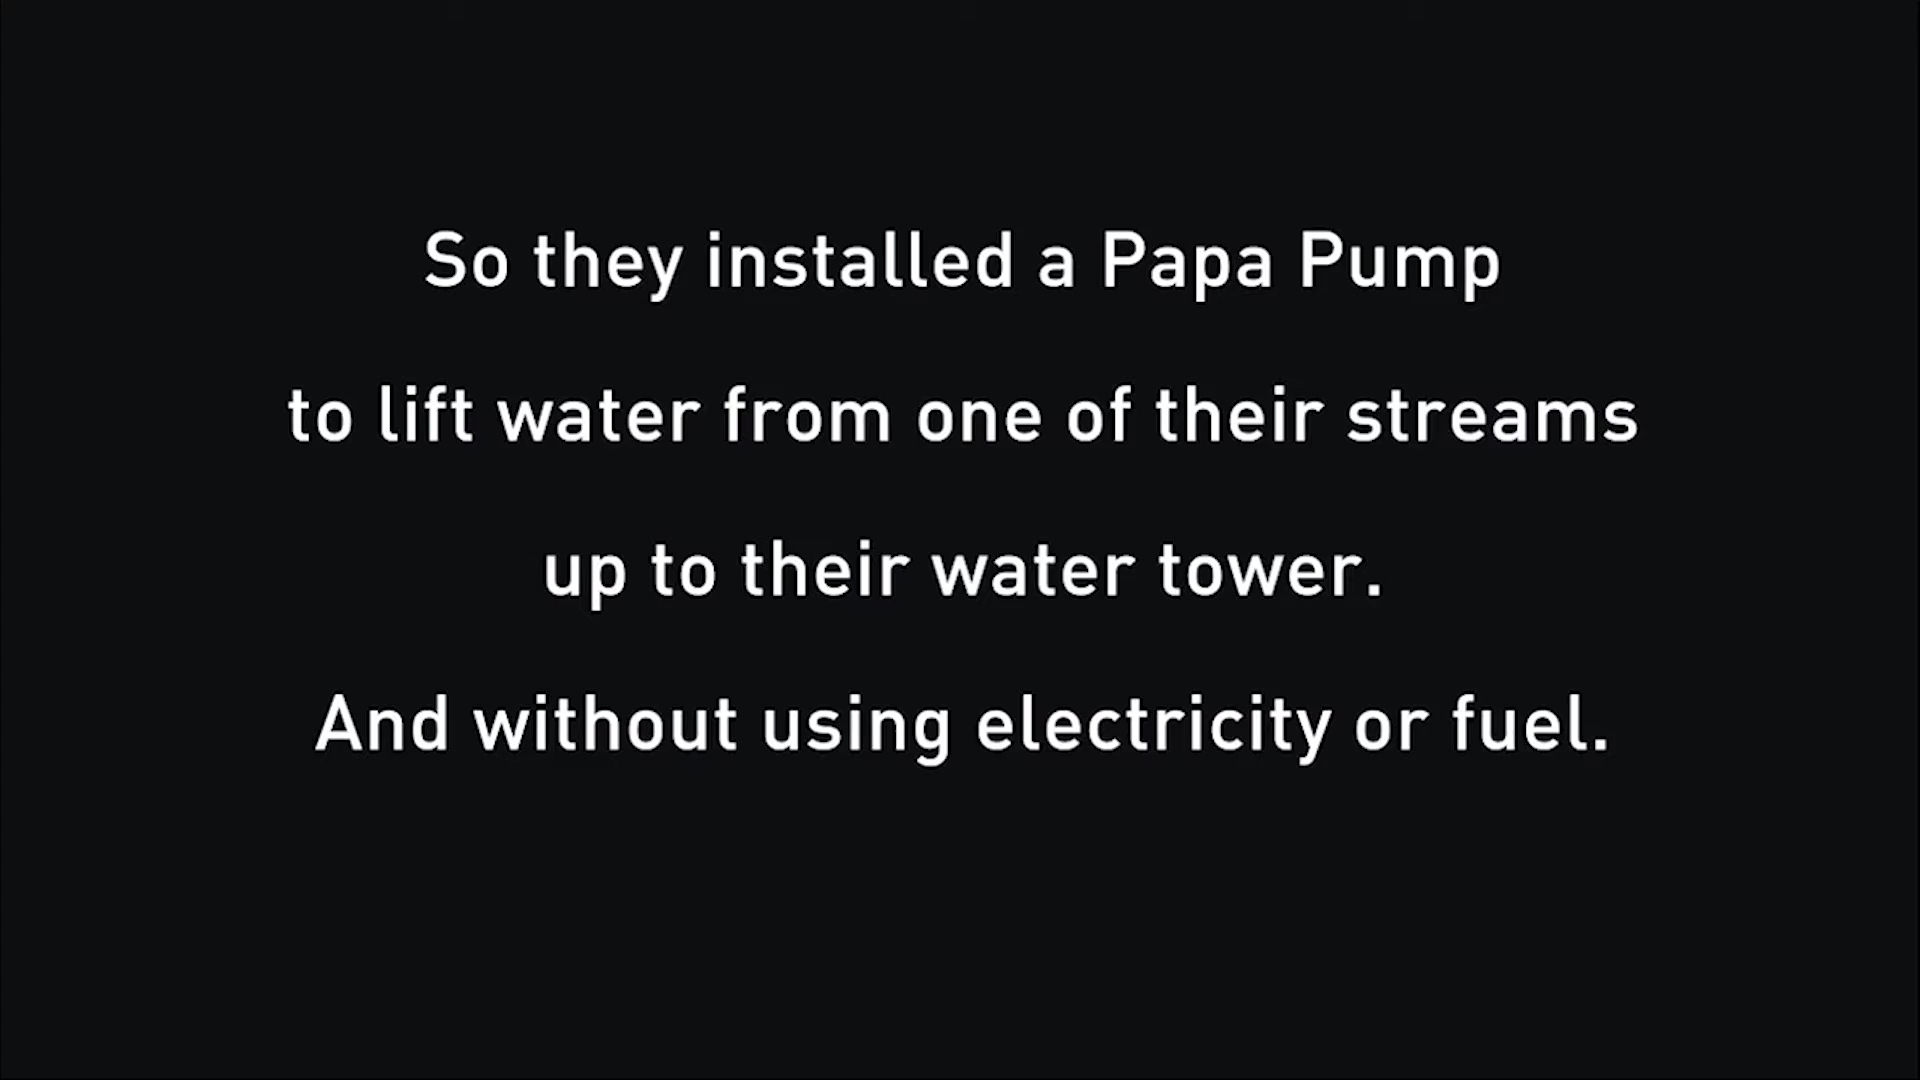 So they installed a Papa Pump
to lift water from one of their streams
up to their water tower.
And without using electricity or fuel.